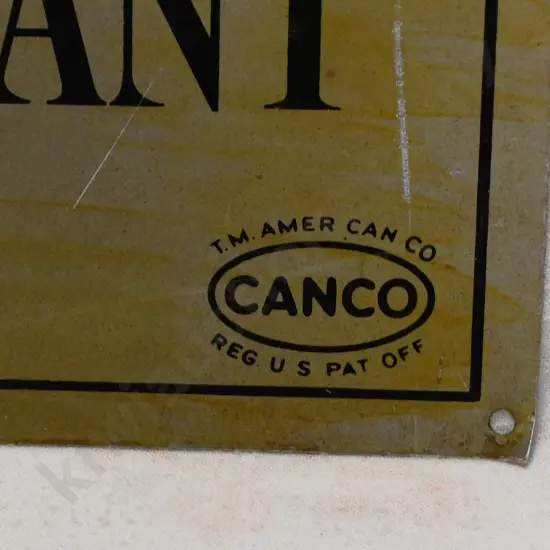 ANT
T.M. AMER CAN CO.
CANCO
REG U S PAT OFF